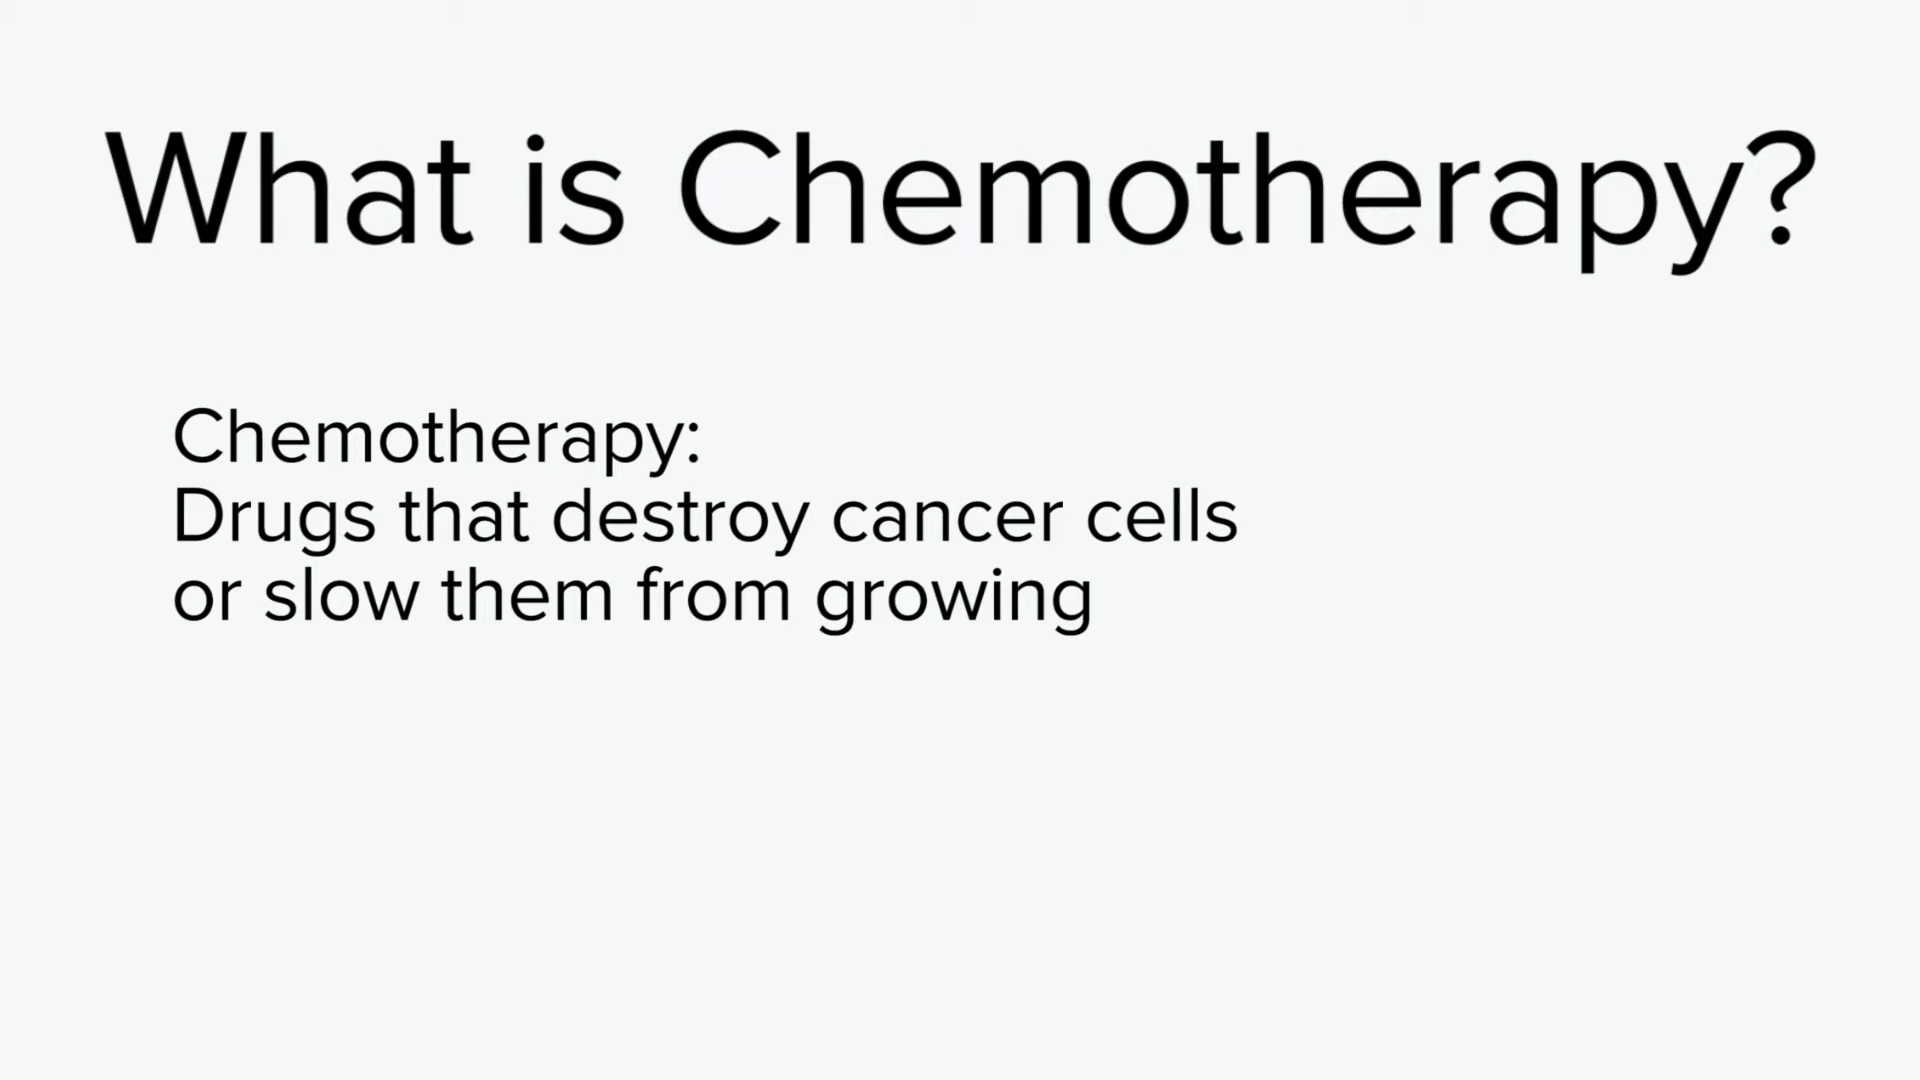 What is Chemotherapy?
Chemotherapy:
Drugs that destroy cancer cells
or slow them from growing